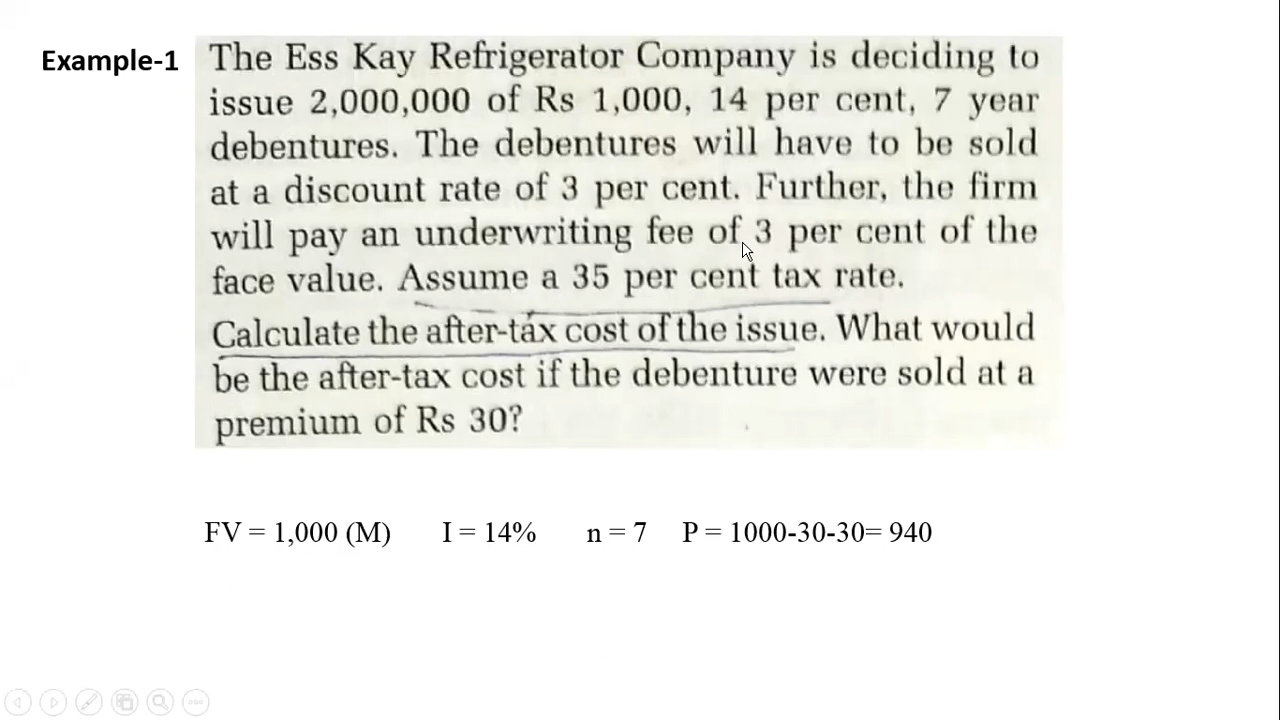 Example-1
The Ess Kay Refrigerator Company is deciding to
issue 2,000,000 of Rs 1,000, 14 per cent, 7 year
debentures. The debentures will have to be sold
at a discount rate of 3 per cent. Further, the firm
will pay an underwriting fee of 3 per cent of the
face value. Assume a 35 per cent tax rate.
Calculate the after-tax cost of the issue. What would
be the after-tax cost if the debenture were sold at a
premium of Rs 30?
FV = 1,000 (M) I = 14% n = 7 P = 1000-30-30= 940